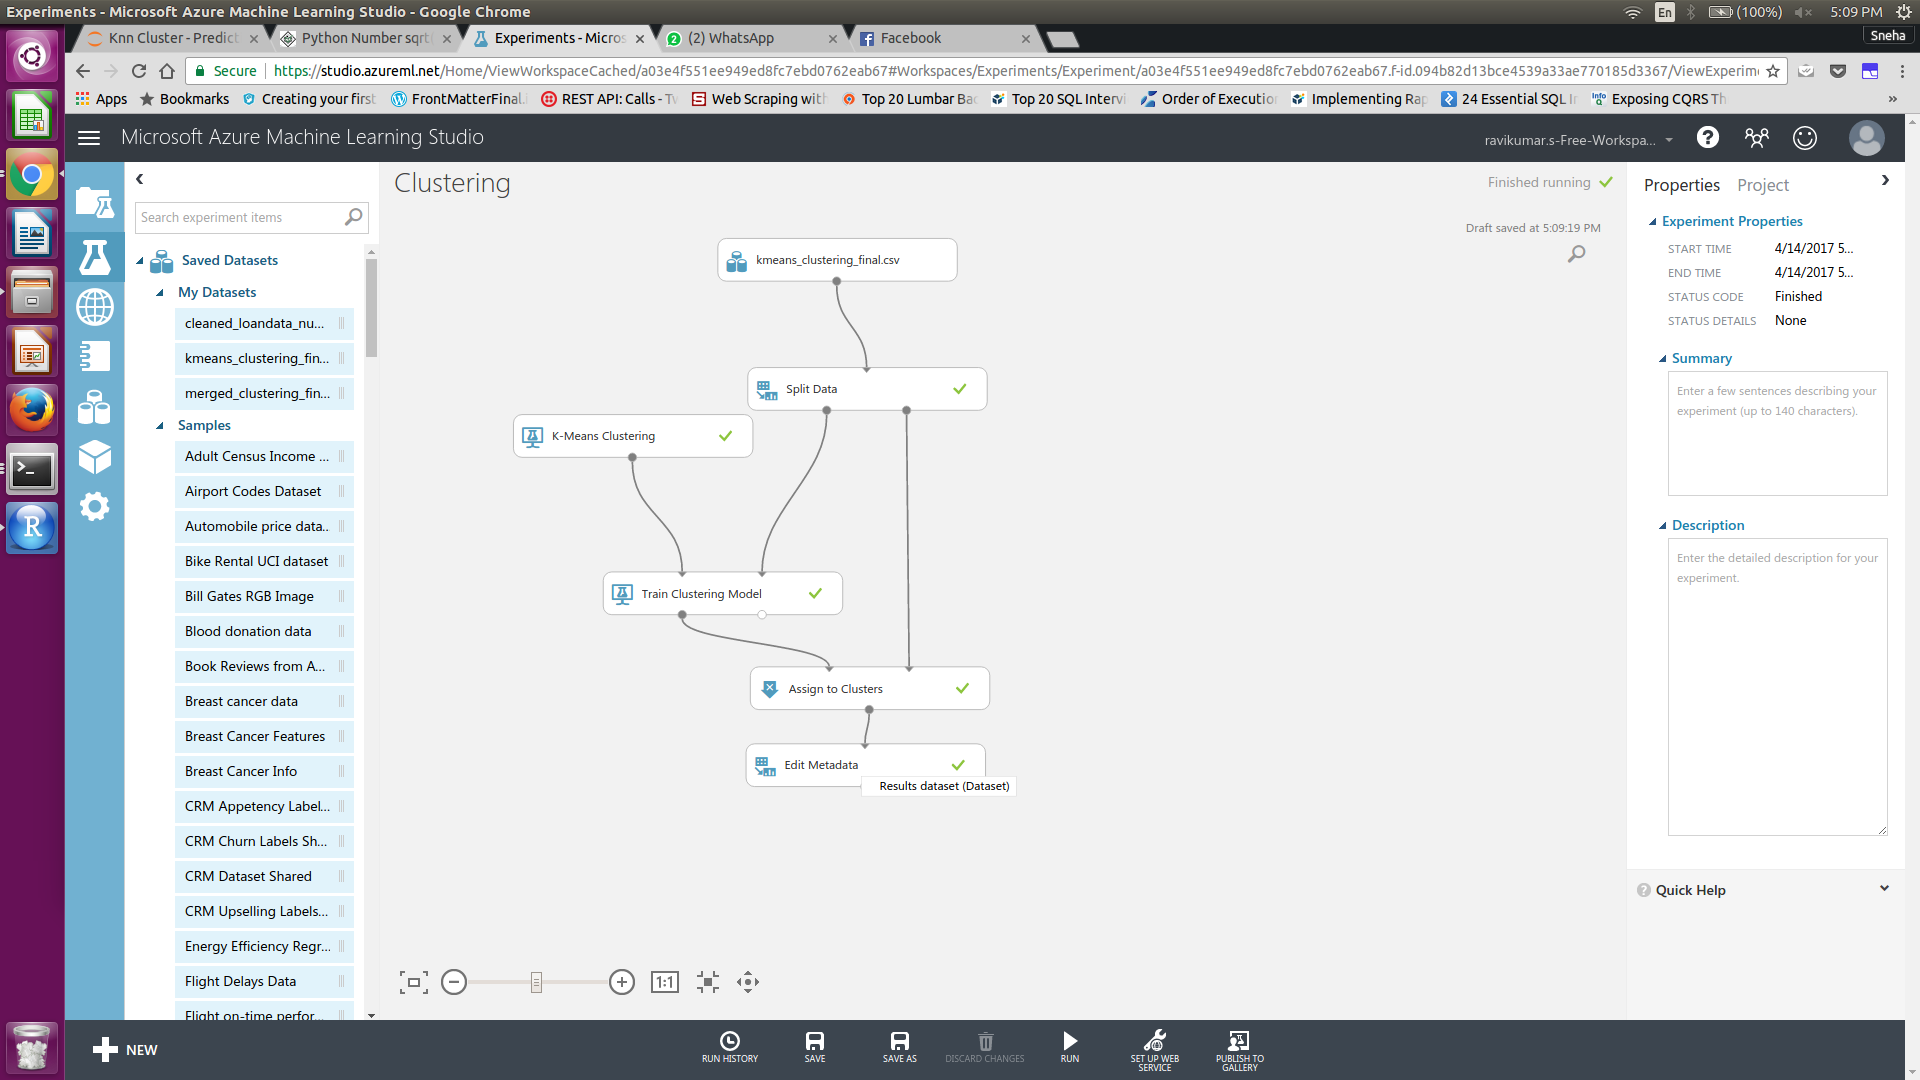 Experiments - Microsoft Azure Machine Learning Studio - Google Chrome
En
(100%)
5:09 PM
Knn Cluster - Predict
Python Number sqrt(
Experiments - Micros
(2) WhatsApp
Facebook
Sneha
Secure
https://studio.azureml.net/Home/ViewWorkspaceCached/a03e4f551ee949ed8fc7ebd0762eab67#Workspaces/Experiments/Experiment/a03e4f551ee949ed8fc7ebd0762eab67.f-id.094b82d13bce4539a33ae770185d3367/ViewExperim
Apps
Bookmarks
Creating your first
FrontMatterFinal.
REST API: Calls - Tw
Web Scraping with
Top 20 Lumbar Ba
Top 20 SQL Intervi
Order of Execution
Implementing Rap
24 Essential SQL In
Exposing CQRS Th
Microsoft Azure Machine Learning Studio
ravikumar.s-Free-Workspa...
Search experiment items
Saved Datasets
My Datasets
cleaned_loandata_nu...
kmeans_clustering_fin...
merged_clustering_fin...
Samples
Adult Census Income ...
Airport Codes Dataset
Automobile price data..
Bike Rental UCI dataset
Bill Gates RGB Image
Blood donation data
Book Reviews from A...
Breast cancer data
Breast Cancer Features
Breast Cancer Info
CRM Appetency Label...
CRM Churn Labels Sh...
CRM Dataset Shared
CRM Upselling Labels...
Energy Efficiency Regr...
Flight Delays Data
Flight on-time perfor...
Clustering
Finished running
Draft saved at 5:09:19 PM
kmeans_clustering_final.csv
Split Data
K-Means Clustering
Train Clustering Model
Assign to Clusters
Edit Metadata
Results dataset (Dataset)
1:1
Properties
Project
Experiment Properties
START TIME 4/14/2017 5...
END TIME 4/14/2017 5...
STATUS CODE Finished
STATUS DETAILS None
Summary
Enter a few sentences describing your
experiment (up to 140 characters).
Description
Enter the detailed description for your
experiment.
Quick Help
NEW
RUN HISTORY
SAVE
SAVE AS
DISCARD CHANGES
RUN
SET UP WEB
SERVICE
PUBLISH TO
GALLERY